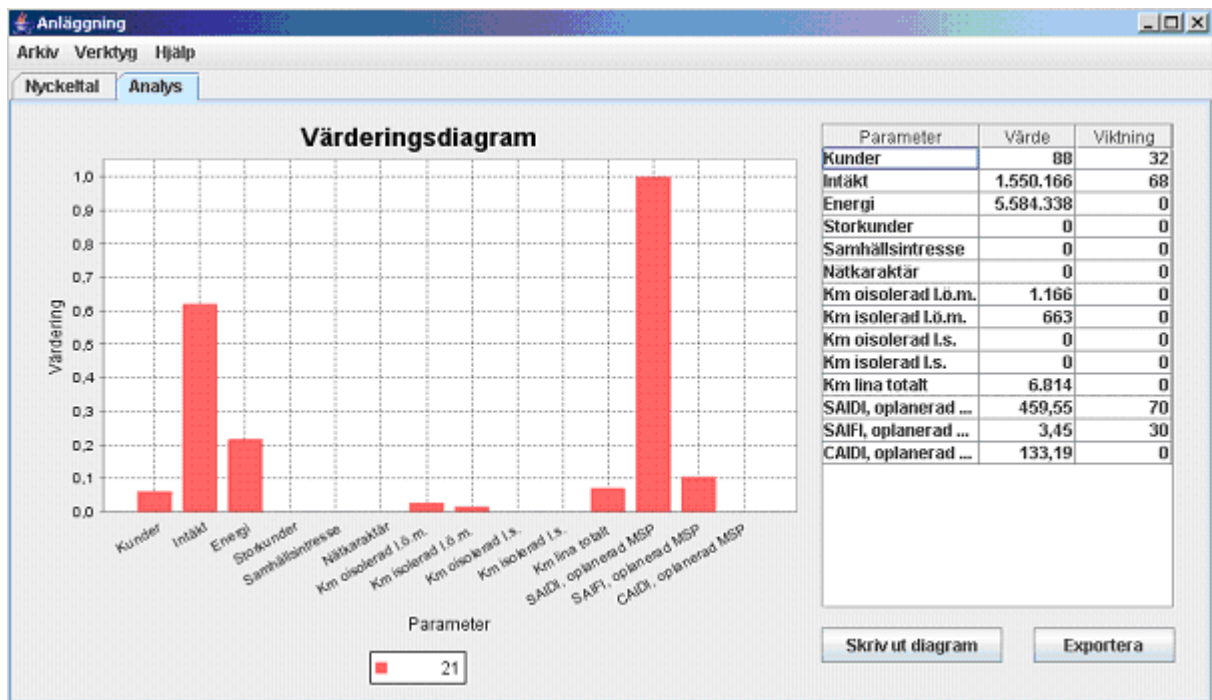 Anläggning
Arkiv Verktyg Hjälp
Nyckeltal Analys
Värderingsdiagram
Värdering
1,0
0,9
0,8
0,7
0,6
0,5
0,4
0,3
0,2
0,1
0,0
Kunder
Intäkt
Energi
Storkunder
Samhällsintresse
Nätkaraktär
Km oisolerad l.ö.m.
Km isolerad l.ö.m.
Km oisolerad l.s.
Km isolerad l.s.
Km lina totalt
SAIDI, oplanerad MSP
SAIFI, oplanerad MSP
CAIDI, oplanerad MSP
Parameter
21
Parameter Värde Viktning
Kunder 88 32
Intäkt 1.550.166 68
Energi 5.584.338 0
Storkunder 0 0
Samhällsintresse 0 0
Nätkaraktär 0 0
Km oisolerad l.ö.m. 1.166 0
Km isolerad l.ö.m. 663 0
Km oisolerad l.s. 0 0
Km isolerad l.s. 0 0
Km lina totalt 6.814 0
SAIDI, oplanerad ... 459,55 70
SAIFI, oplanerad ... 3,45 30
CAIDI, oplanerad ... 133,19 0
Skriv ut diagram Exportera